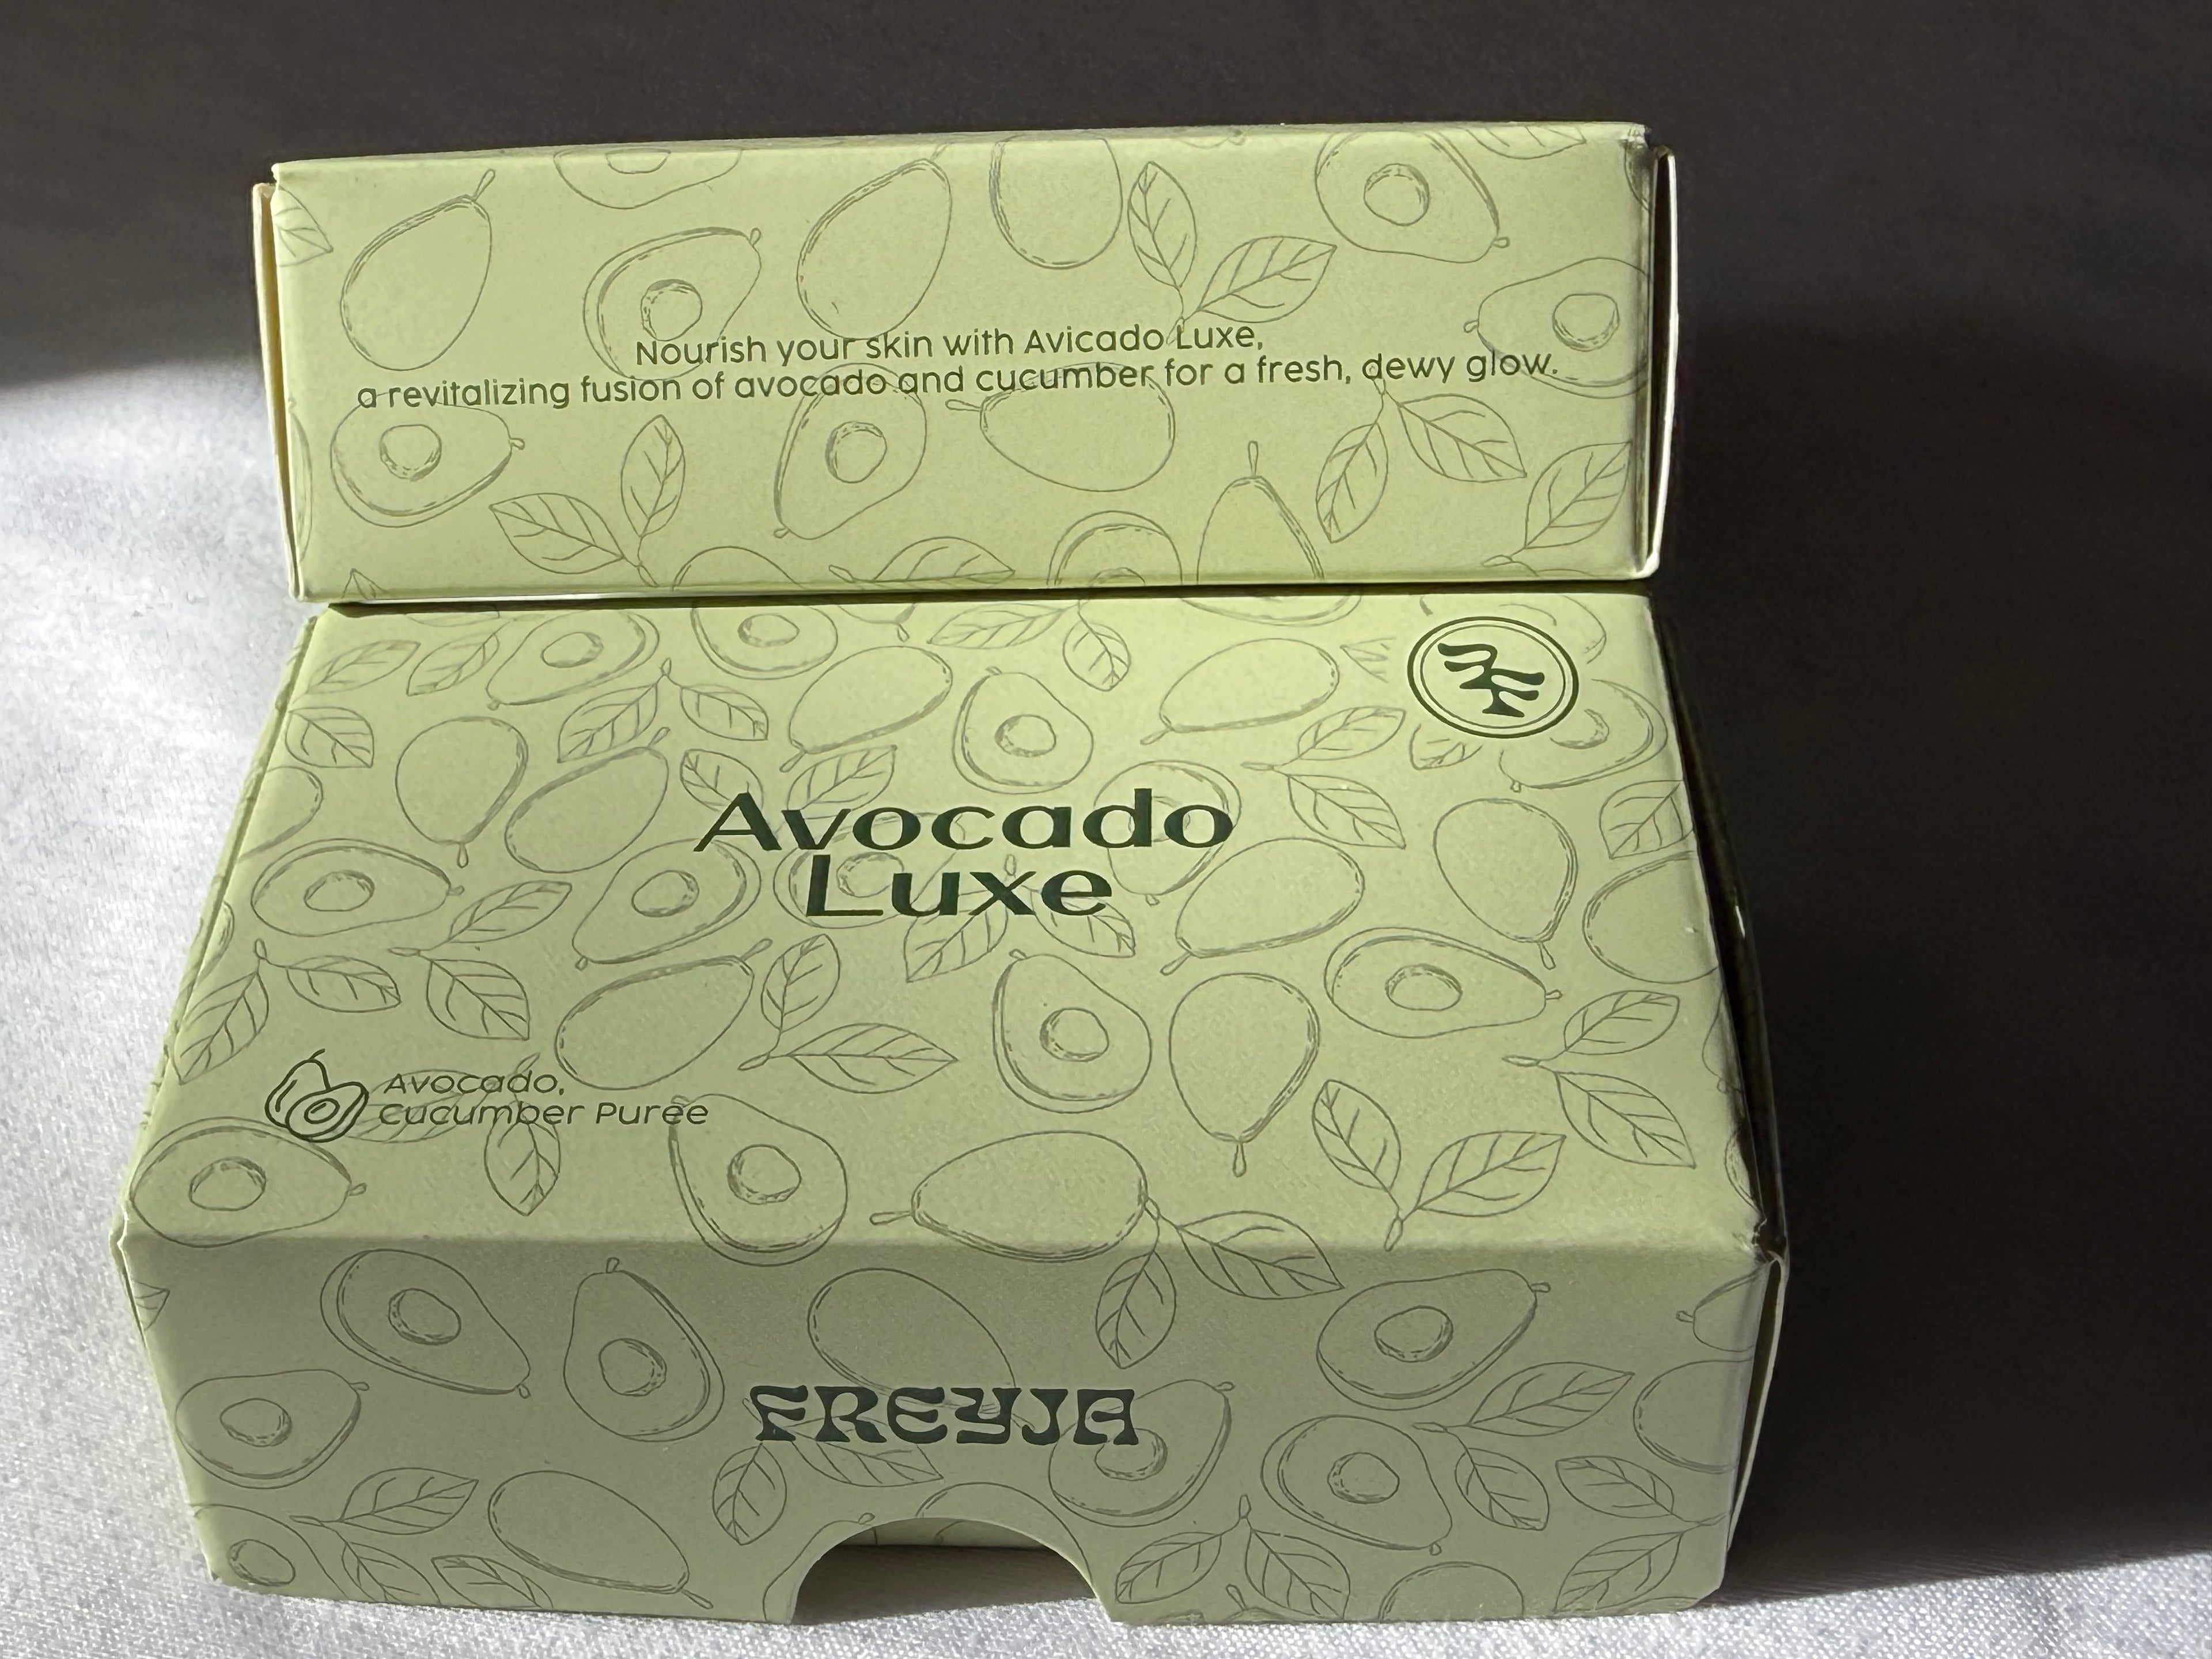 Nourish your skin with Avicado Luxe,
a revitalizing fusion of avocado and cucumber for a fresh, dewy glow.
Avocado
Luxe
Avocado,
cucumber Puree
FREYJA